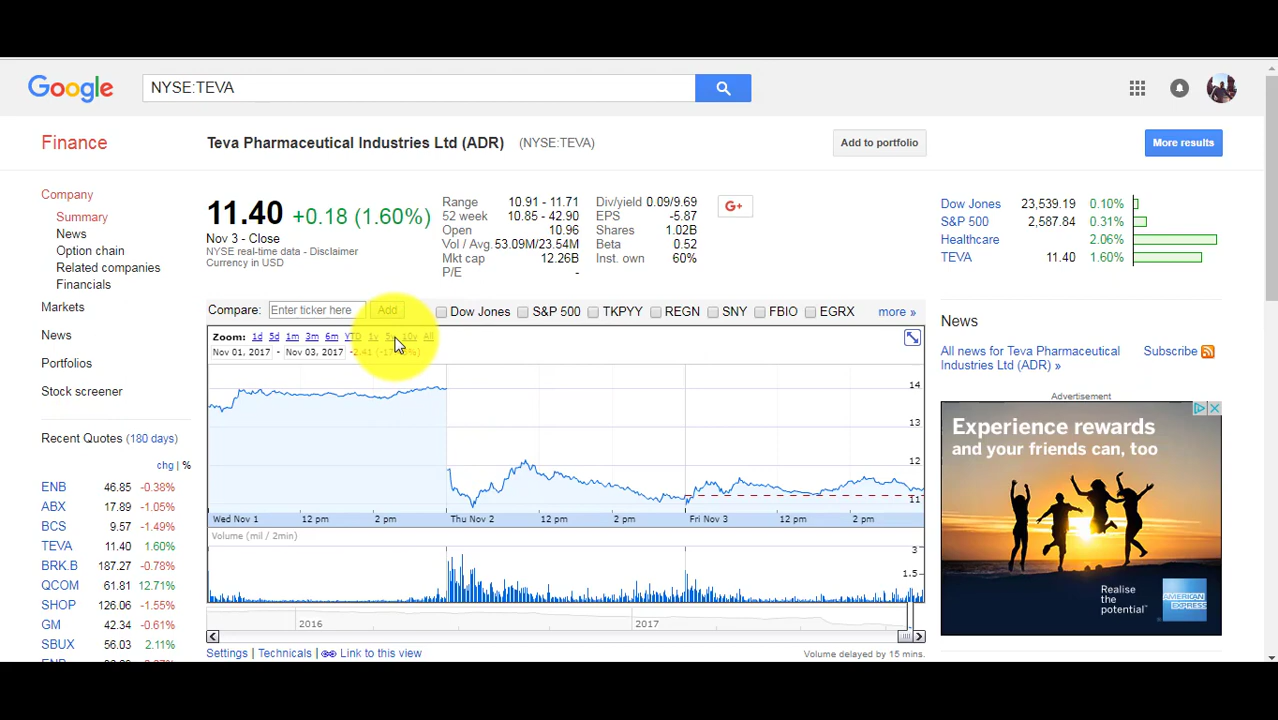 Google
NYSE:TEVA
Finance
Teva Pharmaceutical Industries Ltd (ADR) (NYSE:TEVA)
Add to portfolio
More results
Company
Summary
News
Option chain
Related companies
Financials
Markets
News
Portfolios
Stock screener
Recent Quotes (180 days)
chg | %
ENB 46.85 -0.38%
ABX 17.89 -1.05%
BCS 9.57 -1.49%
TEVA 11.40 1.60%
BRK.B 187.27 -0.78%
QCOM 61.81 12.71%
SHOP 126.06 -1.55%
GM 42.34 -0.61%
SBUX 56.03 2.11%
11.40 +0.18 (1.60%)
Nov 3 - Close
NYSE real-time data - Disclaimer
Currency in USD
Range 10.91 - 11.71
52 week 10.85 - 42.90
Open 10.96
Vol / Avg. 53.09M/23.54M
Mkt cap 12.26B
P/E -
Div/yield 0.09/9.69
EPS -5.87
Shares 1.02B
Beta 0.52
Inst. own 60%
G+
Compare: Enter ticker here Add Dow Jones S&P 500 TKPYY REGN SNY FBIO EGRX more »
Zoom: 1d 5d 1m 3m 6m YTD 1y 5y 10y All
Nov 01, 2017 - Nov 03, 2017 -2.41
14
13
12
11
Wed Nov 1 12 pm 2 pm Thu Nov 2 12 pm 2 pm Fri Nov 3 12 pm 2 pm
Volume (mil / 2min)
3
1.5
2016 2017
Settings | Technicals | Link to this view
Volume delayed by 15 mins.
Dow Jones 23,539.19 0.10%
S&P 500 2,587.84 0.31%
Healthcare 2.06%
TEVA 11.40 1.60%
News
All news for Teva Pharmaceutical
Industries Ltd (ADR) »
Subscribe
Advertisement
Experience rewards
and your friends can, too
Realise
the
potential™
AMERICAN
EXPRESS